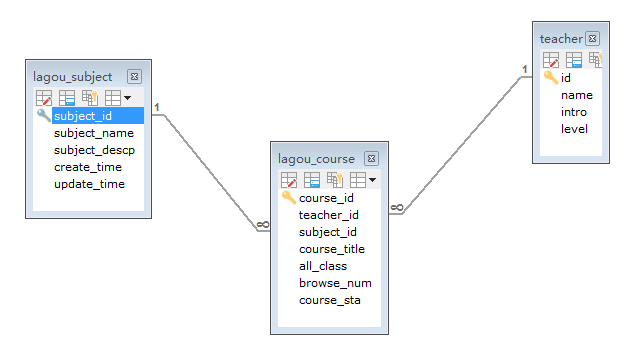 lagou_subject
subject_id
subject_name
subject_descp
create_time
update_time
1
∞
lagou_course
course_id
teacher_id
subject_id
course_title
all_class
browse_num
course_sta
∞
1
teacher
id
name
intro
level